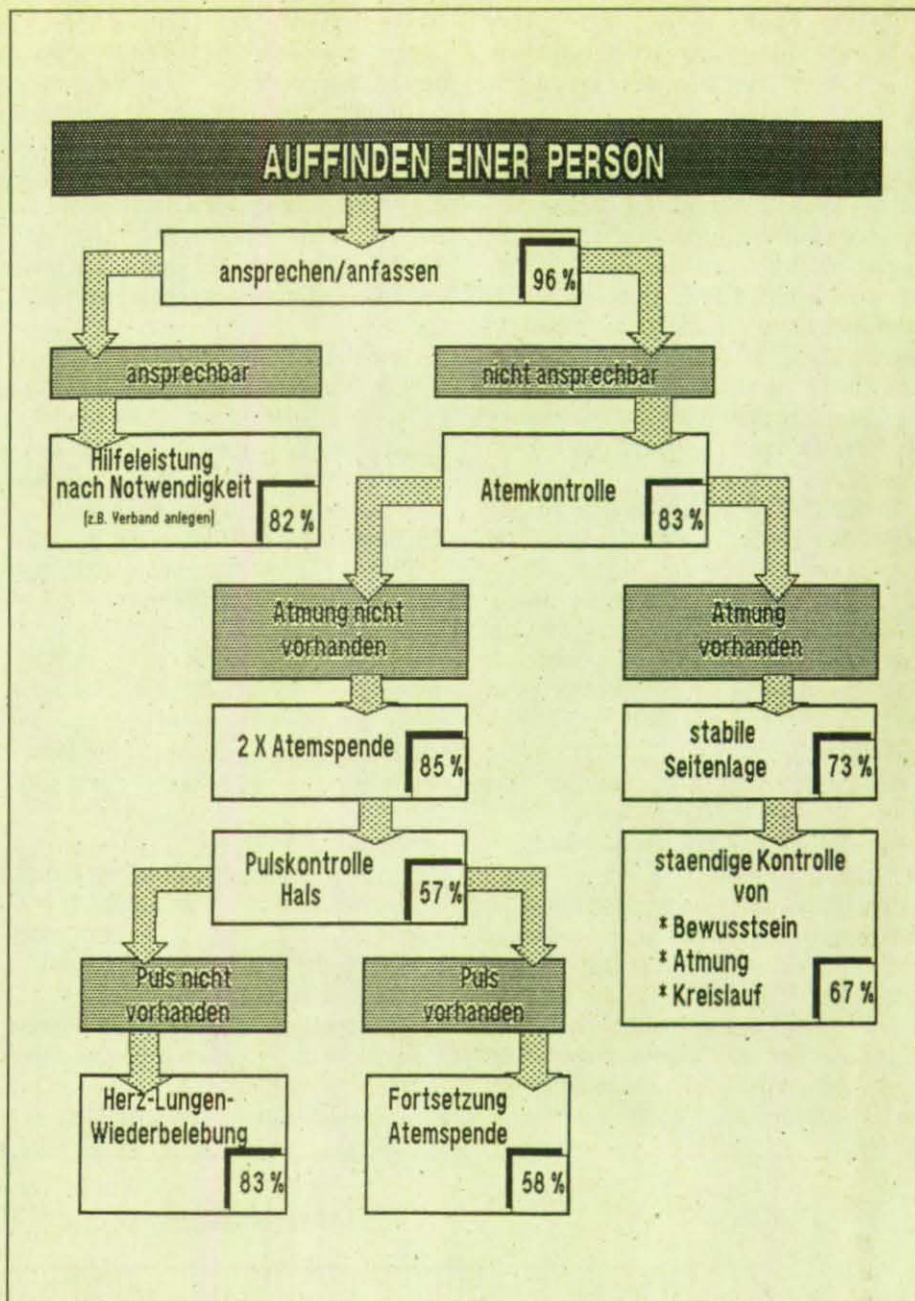 AUFFINDEN EINER PERSON
ansprechen/anfassen
96 %
ansprechbar
nicht ansprechbar
Hilfeleistung
nach Notwendigkeit
(z.B. Verband anlegen)
82 %
Atemkontrolle
83 %
Atmung nicht
vorhanden
Atmung
vorhanden
2 X Atemspende
85 %
stabile
Seitenlage
73 %
Pulskontrolle
Hals
57 %
staendige Kontrolle
von
* Bewusstsein
* Atmung
* Kreislauf
67 %
Puls nicht
vorhanden
Puls
vorhanden
Herz-Lungen-
Wiederbelebung
83 %
Fortsetzung
Atemspende
58 %